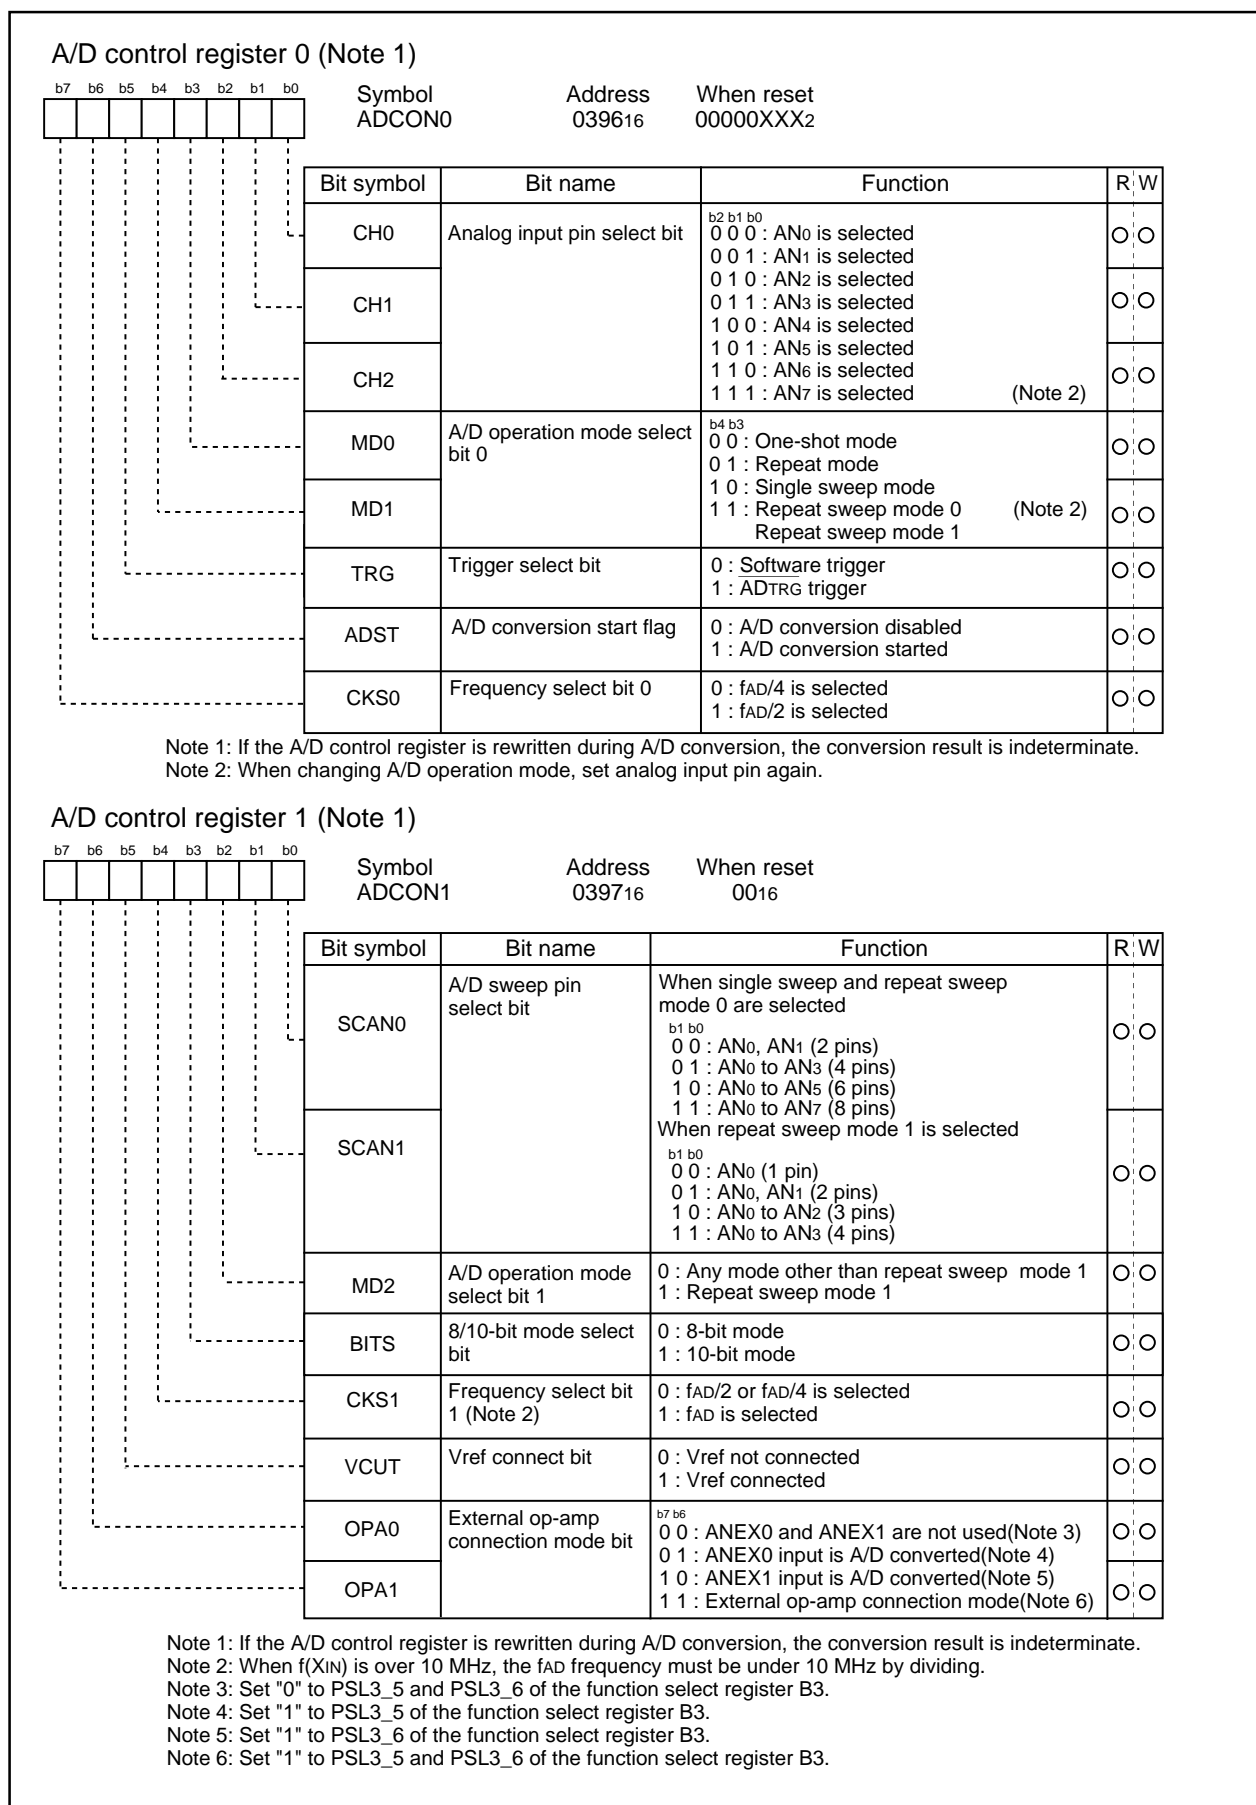 A/D control register 0 (Note 1)
b7 b6 b5 b4 b3 b2 b1 b0
Symbol Address When reset
ADCON0 039616 00000XXX2
Bit symbol Bit name Function R W
CH0 Analog input pin select bit
b2 b1 b0
0 0 0 : AN0 is selected
0 0 1 : AN1 is selected
0 1 0 : AN2 is selected
CH1
0 1 1 : AN3 is selected
1 0 0 : AN4 is selected
1 0 1 : AN5 is selected
CH2
1 1 0 : AN6 is selected
1 1 1 : AN7 is selected (Note 2)
MD0 A/D operation mode select
bit 0
b4 b3
0 0 : One-shot mode
0 1 : Repeat mode
1 0 : Single sweep mode
MD1
1 1 : Repeat sweep mode 0 (Note 2)
Repeat sweep mode 1
TRG Trigger select bit
0 : Software trigger
1 : ADTRG trigger
ADST A/D conversion start flag
0 : A/D conversion disabled
1 : A/D conversion started
CKS0 Frequency select bit 0
0 : fAD/4 is selected
1 : fAD/2 is selected
Note 1: If the A/D control register is rewritten during A/D conversion, the conversion result is indeterminate.
Note 2: When changing A/D operation mode, set analog input pin again.
A/D control register 1 (Note 1)
b7 b6 b5 b4 b3 b2 b1 b0
Symbol Address When reset
ADCON1 039716 0016
Bit symbol Bit name Function R W
SCAN0
A/D sweep pin
select bit
When single sweep and repeat sweep
mode 0 are selected
b1 b0
0 0 : AN0, AN1 (2 pins)
0 1 : AN0 to AN3 (4 pins)
1 0 : AN0 to AN5 (6 pins)
1 1 : AN0 to AN7 (8 pins)
SCAN1
When repeat sweep mode 1 is selected
b1 b0
0 0 : AN0 (1 pin)
0 1 : AN0, AN1 (2 pins)
1 0 : AN0 to AN2 (3 pins)
1 1 : AN0 to AN3 (4 pins)
MD2
A/D operation mode
select bit 1
0 : Any mode other than repeat sweep mode 1
1 : Repeat sweep mode 1
BITS
8/10-bit mode select
bit
0 : 8-bit mode
1 : 10-bit mode
CKS1
Frequency select bit
1 (Note 2)
0 : fAD/2 or fAD/4 is selected
1 : fAD is selected
VCUT Vref connect bit
0 : Vref not connected
1 : Vref connected
OPA0
External op-amp
connection mode bit
b7 b6
0 0 : ANEX0 and ANEX1 are not used(Note 3)
0 1 : ANEX0 input is A/D converted(Note 4)
OPA1
1 0 : ANEX1 input is A/D converted(Note 5)
1 1 : External op-amp connection mode(Note 6)
Note 1: If the A/D control register is rewritten during A/D conversion, the conversion result is indeterminate.
Note 2: When f(XIN) is over 10 MHz, the fAD frequency must be under 10 MHz by dividing.
Note 3: Set "0" to PSL3_5 and PSL3_6 of the function select register B3.
Note 4: Set "1" to PSL3_5 of the function select register B3.
Note 5: Set "1" to PSL3_6 of the function select register B3.
Note 6: Set "1" to PSL3_5 and PSL3_6 of the function select register B3.